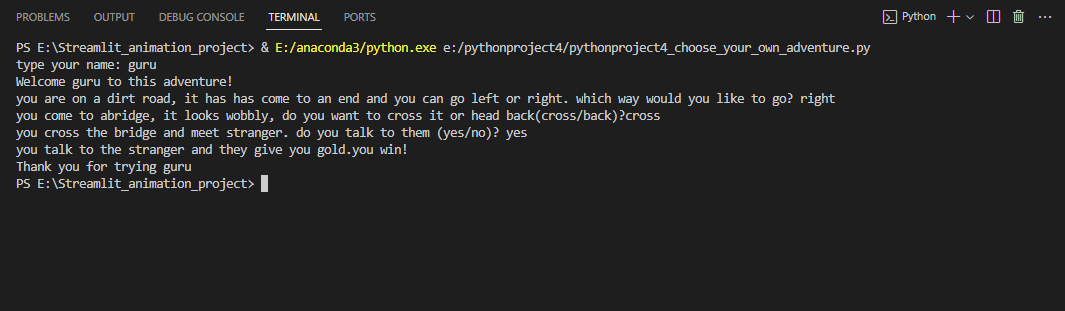 PROBLEMS OUTPUT DEBUG CONSOLE TERMINAL PORTS Python
PS E:\Streamlit_animation_project> & E:/anaconda3/python.exe e:/pythonproject4/pythonproject4_choose_your_own_adventure.py
type your name: guru
Welcome guru to this adventure!
you are on a dirt road, it has has come to an end and you can go left or right. which way would you like to go? right
you come to abridge, it looks wobbly, do you want to cross it or head back(cross/back)?cross
you cross the bridge and meet stranger. do you talk to them (yes/no)? yes
you talk to the stranger and they give you gold.you win!
Thank you for trying guru
PS E:\Streamlit_animation_project>